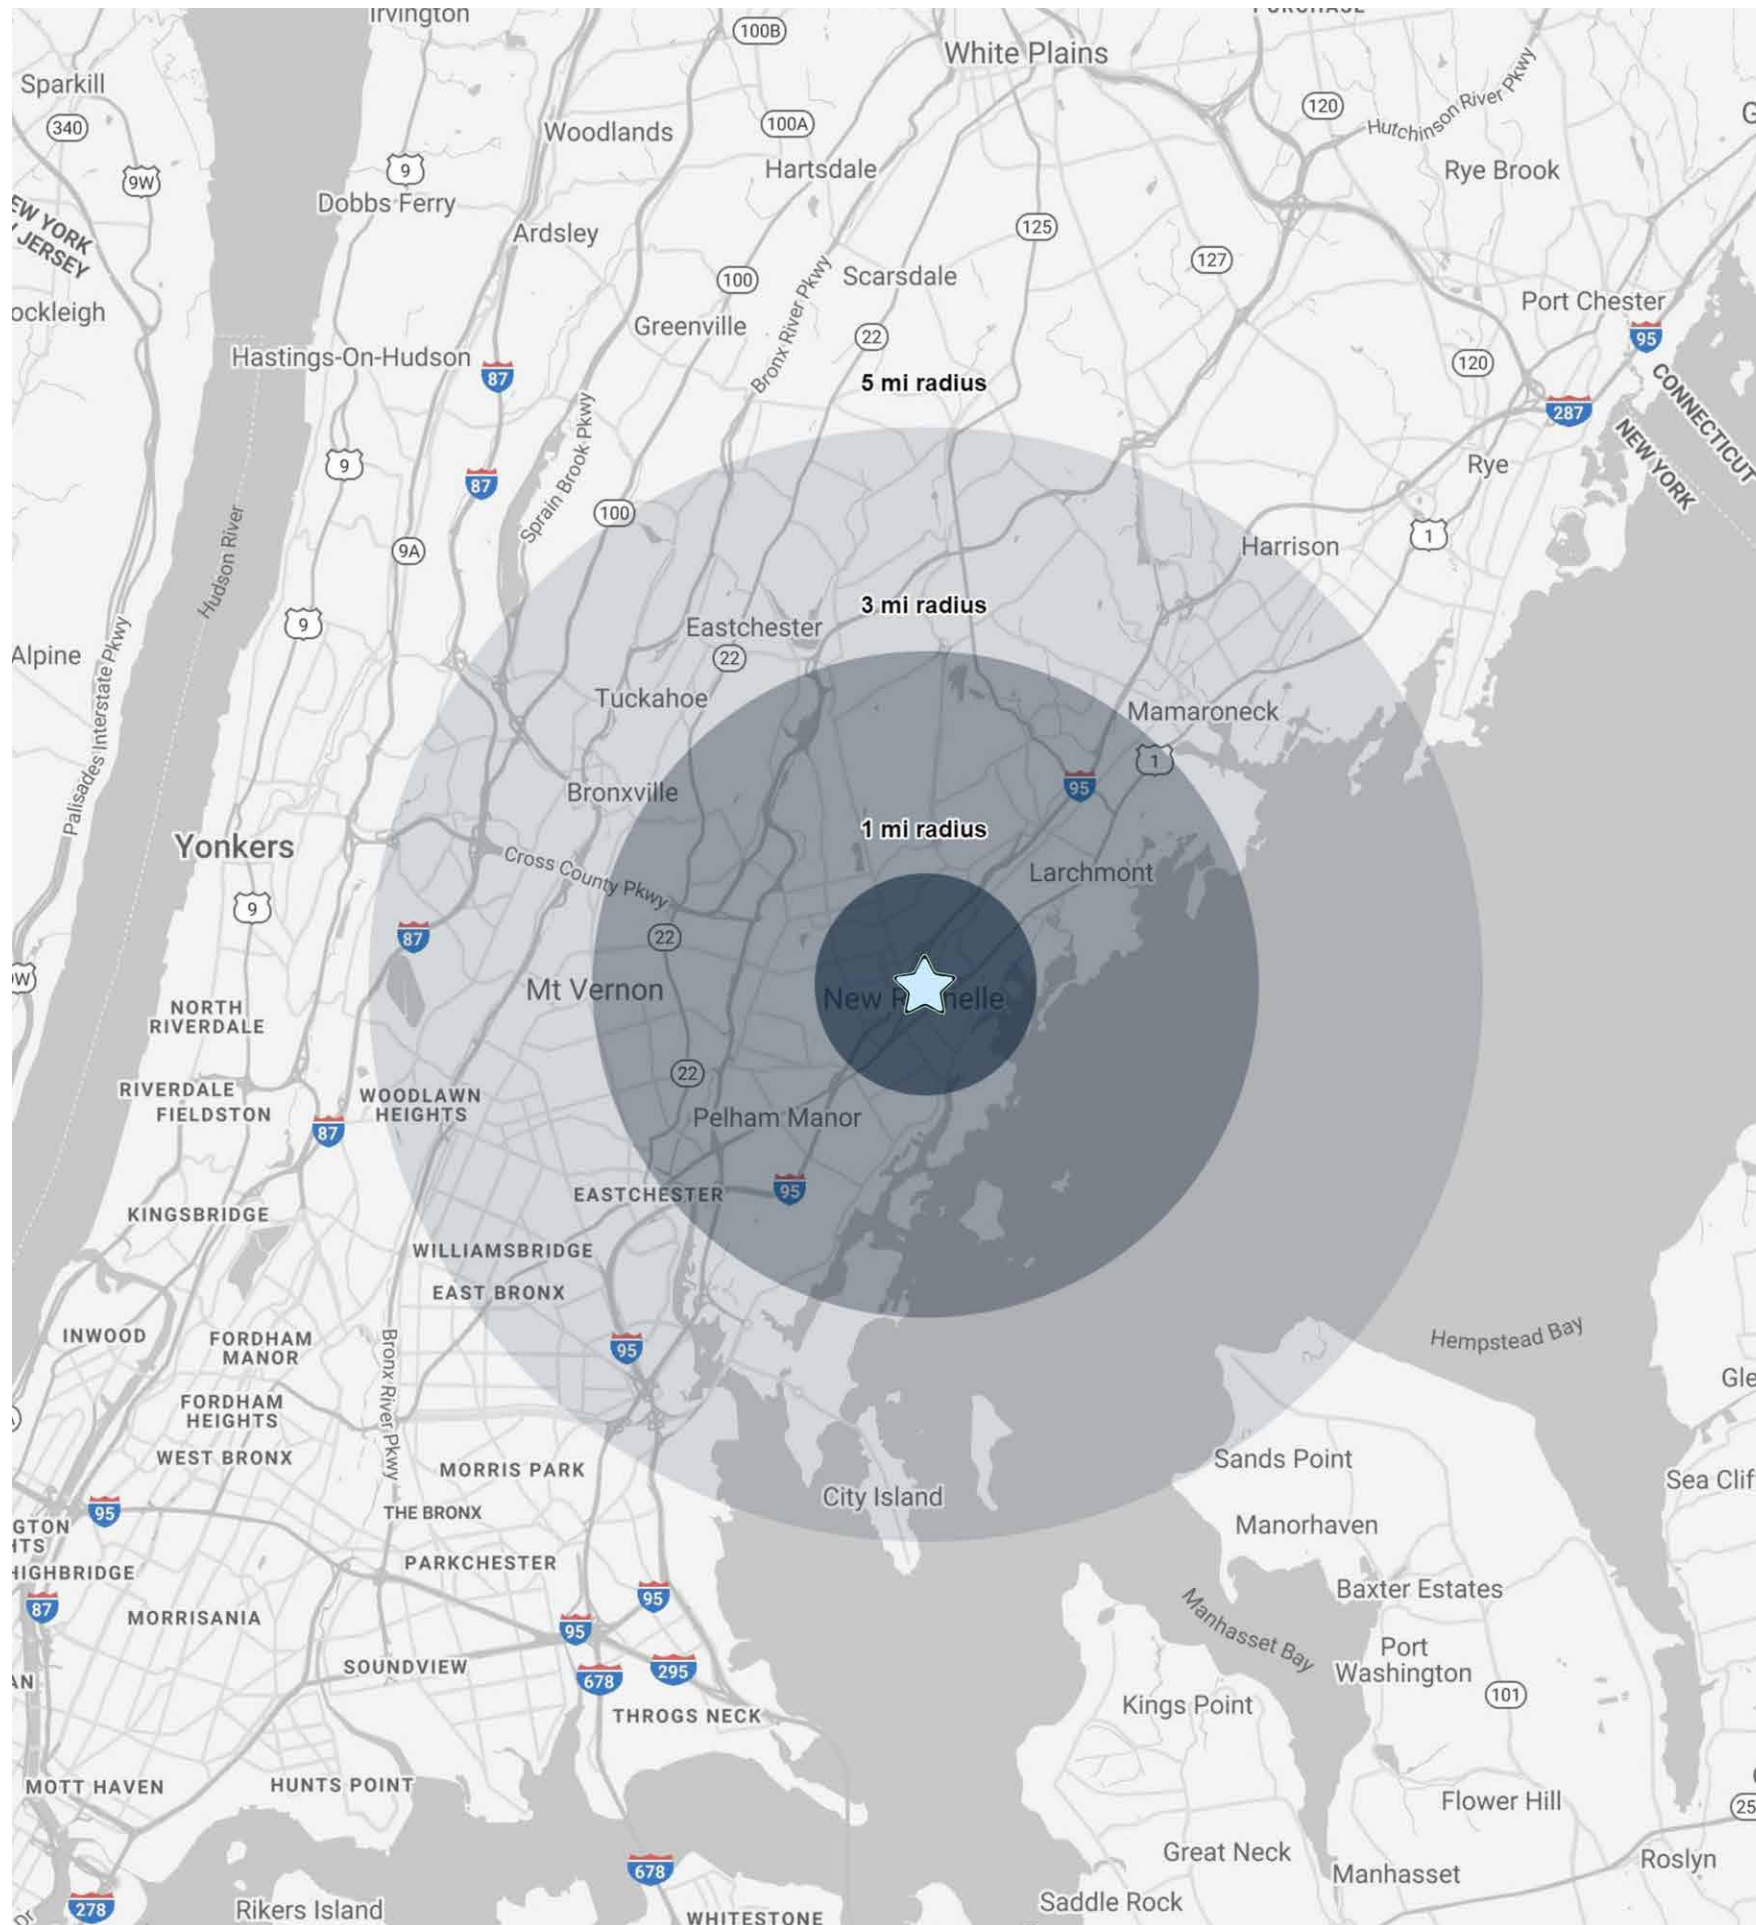 Irvington
100B
PURCHASE
White Plains
Sparkill
340
9W
Woodlands
100A
Hartsdale
120
Hutchinson River Pkwy
Rye Brook
9
Dobbs Ferry
Ardsley
125
127
100
Scarsdale
Port Chester
95
Greenville
Bronx River Pkwy
22
Hastings-On-Hudson
87
5 mi radius
120
287
CONNECTICUT
NEW YORK
9
87
Sprain Brook Pkwy
100
Rye
1
Harrison
9A
Hudson River
9
3 mi radius
Eastchester
22
Alpine
Palisades Interstate Pkwy
Tuckahoe
Mamaroneck
1
95
Bronxville
1 mi radius
Yonkers
Cross County Pkwy
Larchmont
9
87
22
Mt Vernon
New
NORTH
RIVERDALE
22
RIVERDALE
FIELDSTON
WOODLAWN
HEIGHTS
87
Pelham Manor
EASTCHESTER
95
KINGSBRIDGE
WILLIAMSBRIDGE
EAST BRONX
INWOOD
FORDHAM
MANOR
95
Hempstead Bay
FORDHAM
HEIGHTS
Bronx River Pkwy
WEST BRONX
MORRIS PARK
Sands Point
City Island
95
THE BRONX
Manorhaven
PARKCHESTER
HIGHBRIDGE
87
95
Baxter Estates
MORRISANIA
95
Manhasset Bay
Port
Washington
SOUNDVIEW
678
295
101
THROGS NECK
Kings Point
MOTT HAVEN
HUNTS POINT
Flower Hill
Great Neck
Manhasset
Roslyn
678
278
Rikers Island
WHITESTONE
Saddle Rock